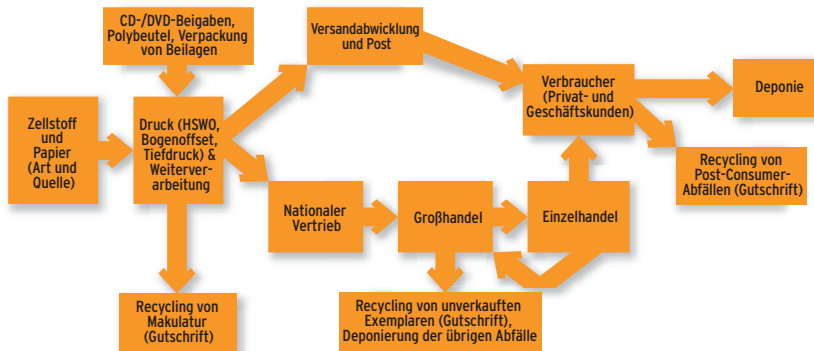 CD-/DVD-Beigaben,
Polybeutel, Verpackung
von Beilagen
Versandabwicklung
und Post
Verbraucher
(Privat- und
Geschäftskunden)
Deponie
Zellstoff
und
Papier
(Art und
Quelle)
Druck (HSWO,
Bogenoffset,
Tiefdruck) &
Weiterver-
arbeitung
Recycling von
Post-Consumer-
Abfällen (Gutschrift)
Nationaler
Vertrieb
Großhandel
Einzelhandel
Recycling von
Makulatur
(Gutschrift)
Recycling von unverkauften
Exemplaren (Gutschrift),
Deponierung der übrigen Abfälle